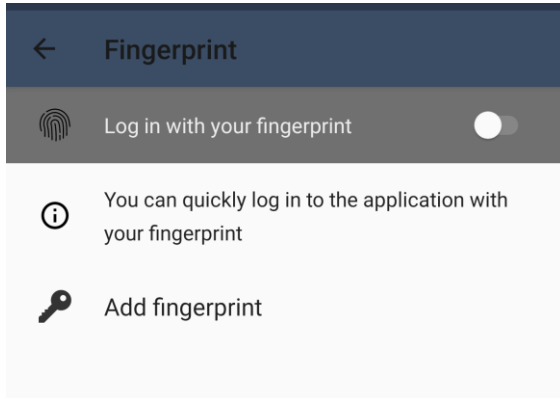 Fingerprint
Log in with your fingerprint
You can quickly log in to the application with
your fingerprint
Add fingerprint